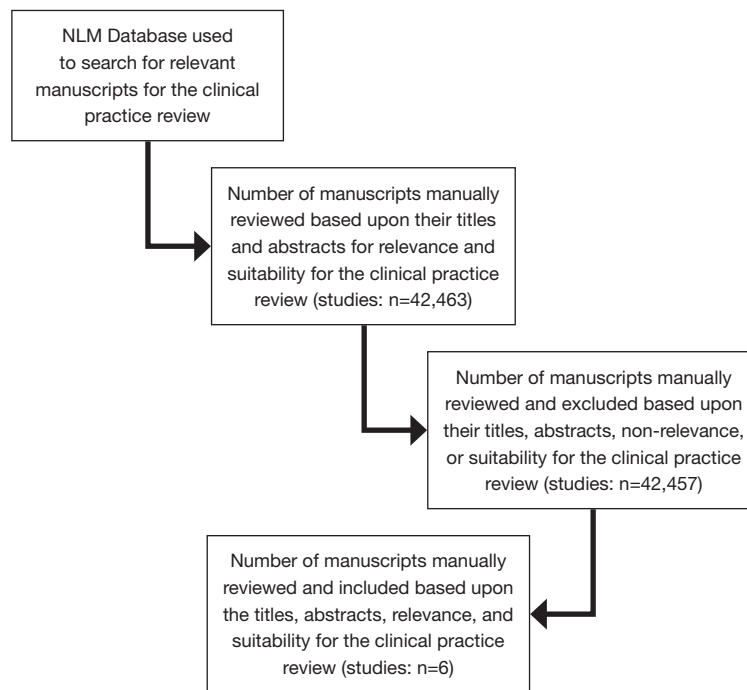 NLM Database used
to search for relevant
manuscripts for the clinical
practice review
Number of manuscripts manually
reviewed based upon their titles
and abstracts for relevance and
suitability for the clinical practice
review (studies: n=42,463)
Number of manuscripts manually
reviewed and excluded based upon
their titles, abstracts, non-relevance,
or suitability for the clinical practice
review (studies: n=42,457)
Number of manuscripts manually
reviewed and included based upon
the titles, abstracts, relevance, and
suitability for the clinical practice
review (studies: n=6)